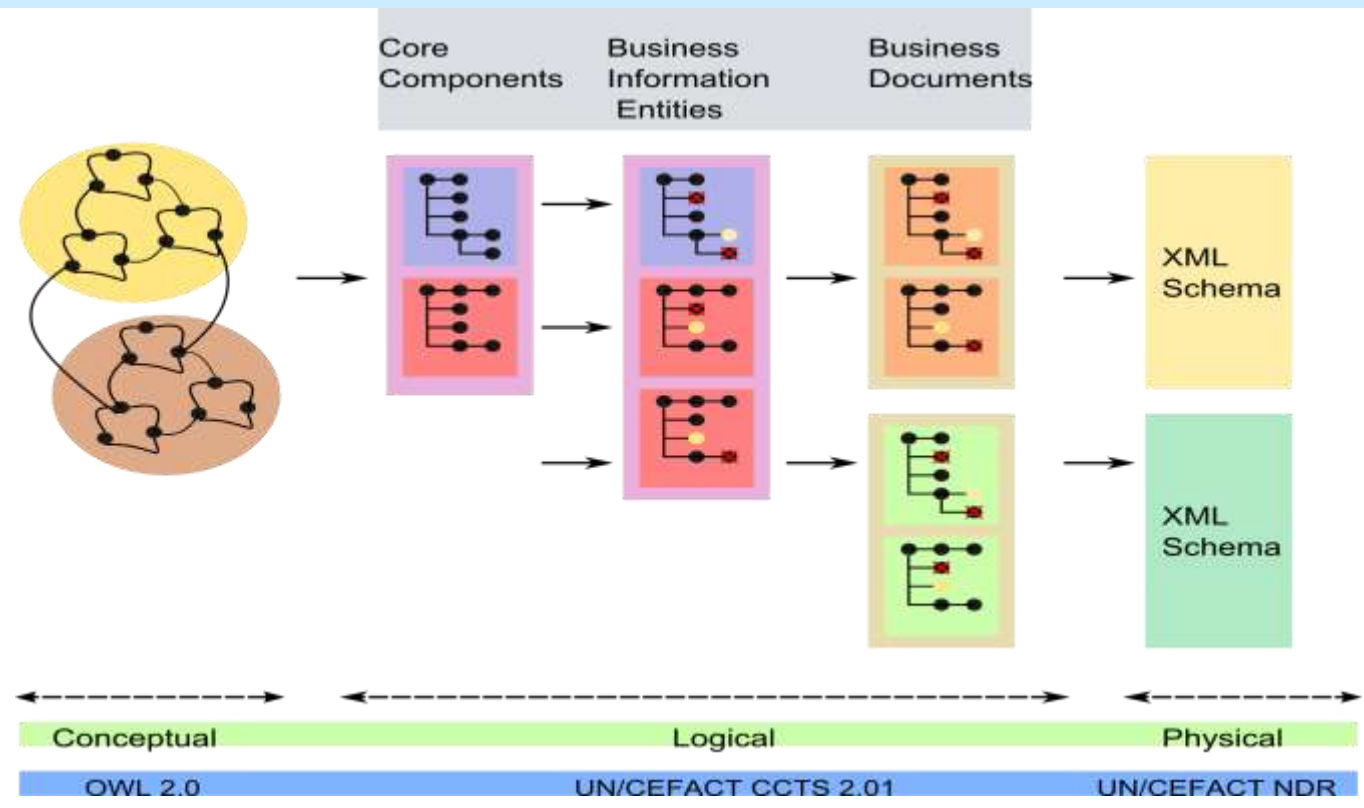 Core
Components
Business
Information
Entities
Business
Documents
XML
Schema
XML
Schema
Conceptual
Logical
Physical
OWL 2.0
UN/CEFACT CCTS 2.01
UN/CEFACT NDR